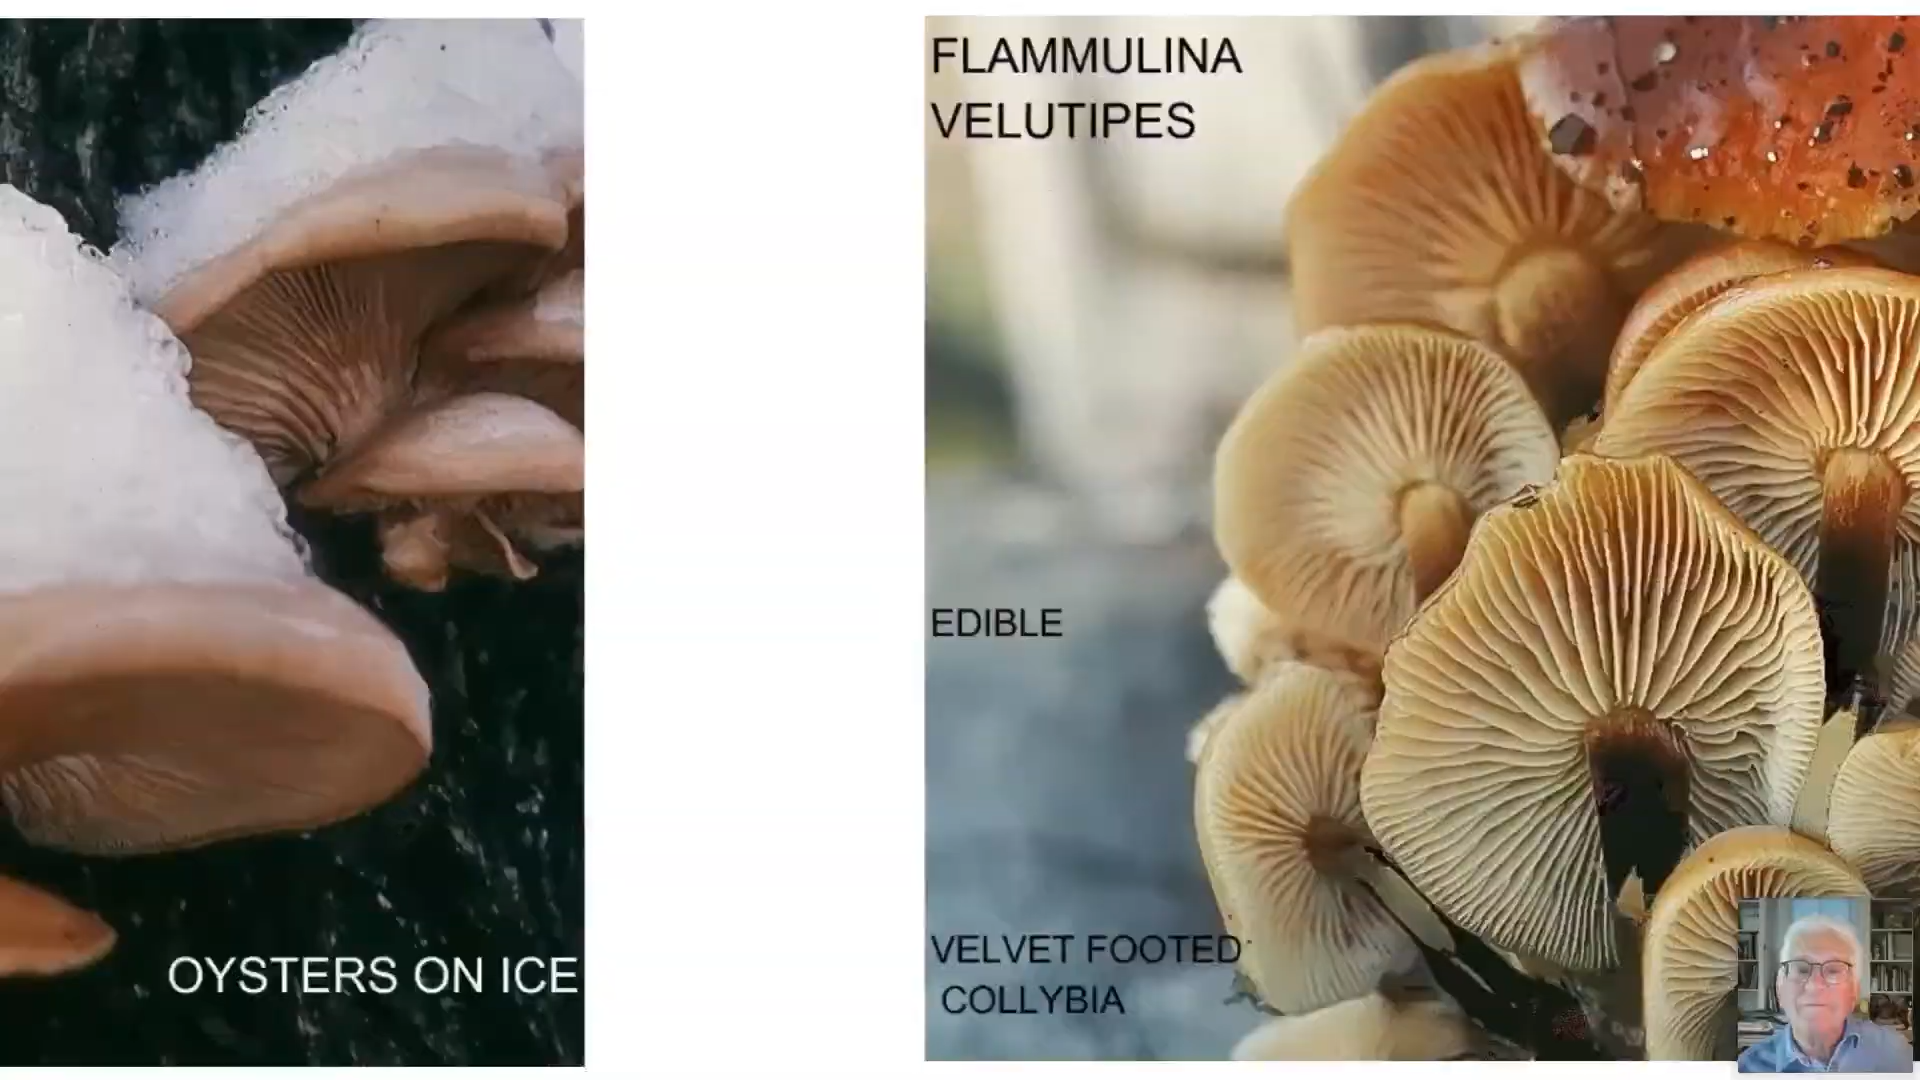 OYSTERS ON ICE
FLAMMULINA
VELUTIPES
EDIBLE
VELVET FOOTED
COLLYBIA